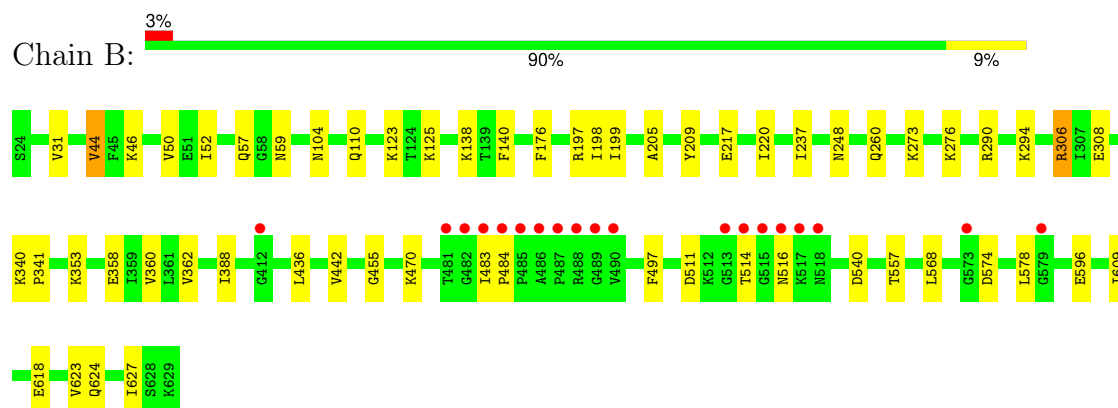 3%
Chain B:
90% 9%
S24 V31 V44 F45 K46 V50 E51 I52 Q57 G58 N59 N104 Q110 K123 T124 K125 K138 T139 F140 F176 R197 I198 I199 A205 Y209 E217 I220 I237 N248 Q260 K273 K276 R290 K294 R306 I307 E308
K340 P341 K353 E358 I359 V360 L361 V362 I388 G412 L436 V442 G455 K470 T481 G482 I483 P484 P485 A486 P487 R488 G489 V490 F497 D511 K512 G513 T514 G515 N516 K517 N518 D540 T557 L568 G573 D574 L578 G579 E596
E618 V623 Q624 I627 S628 K629